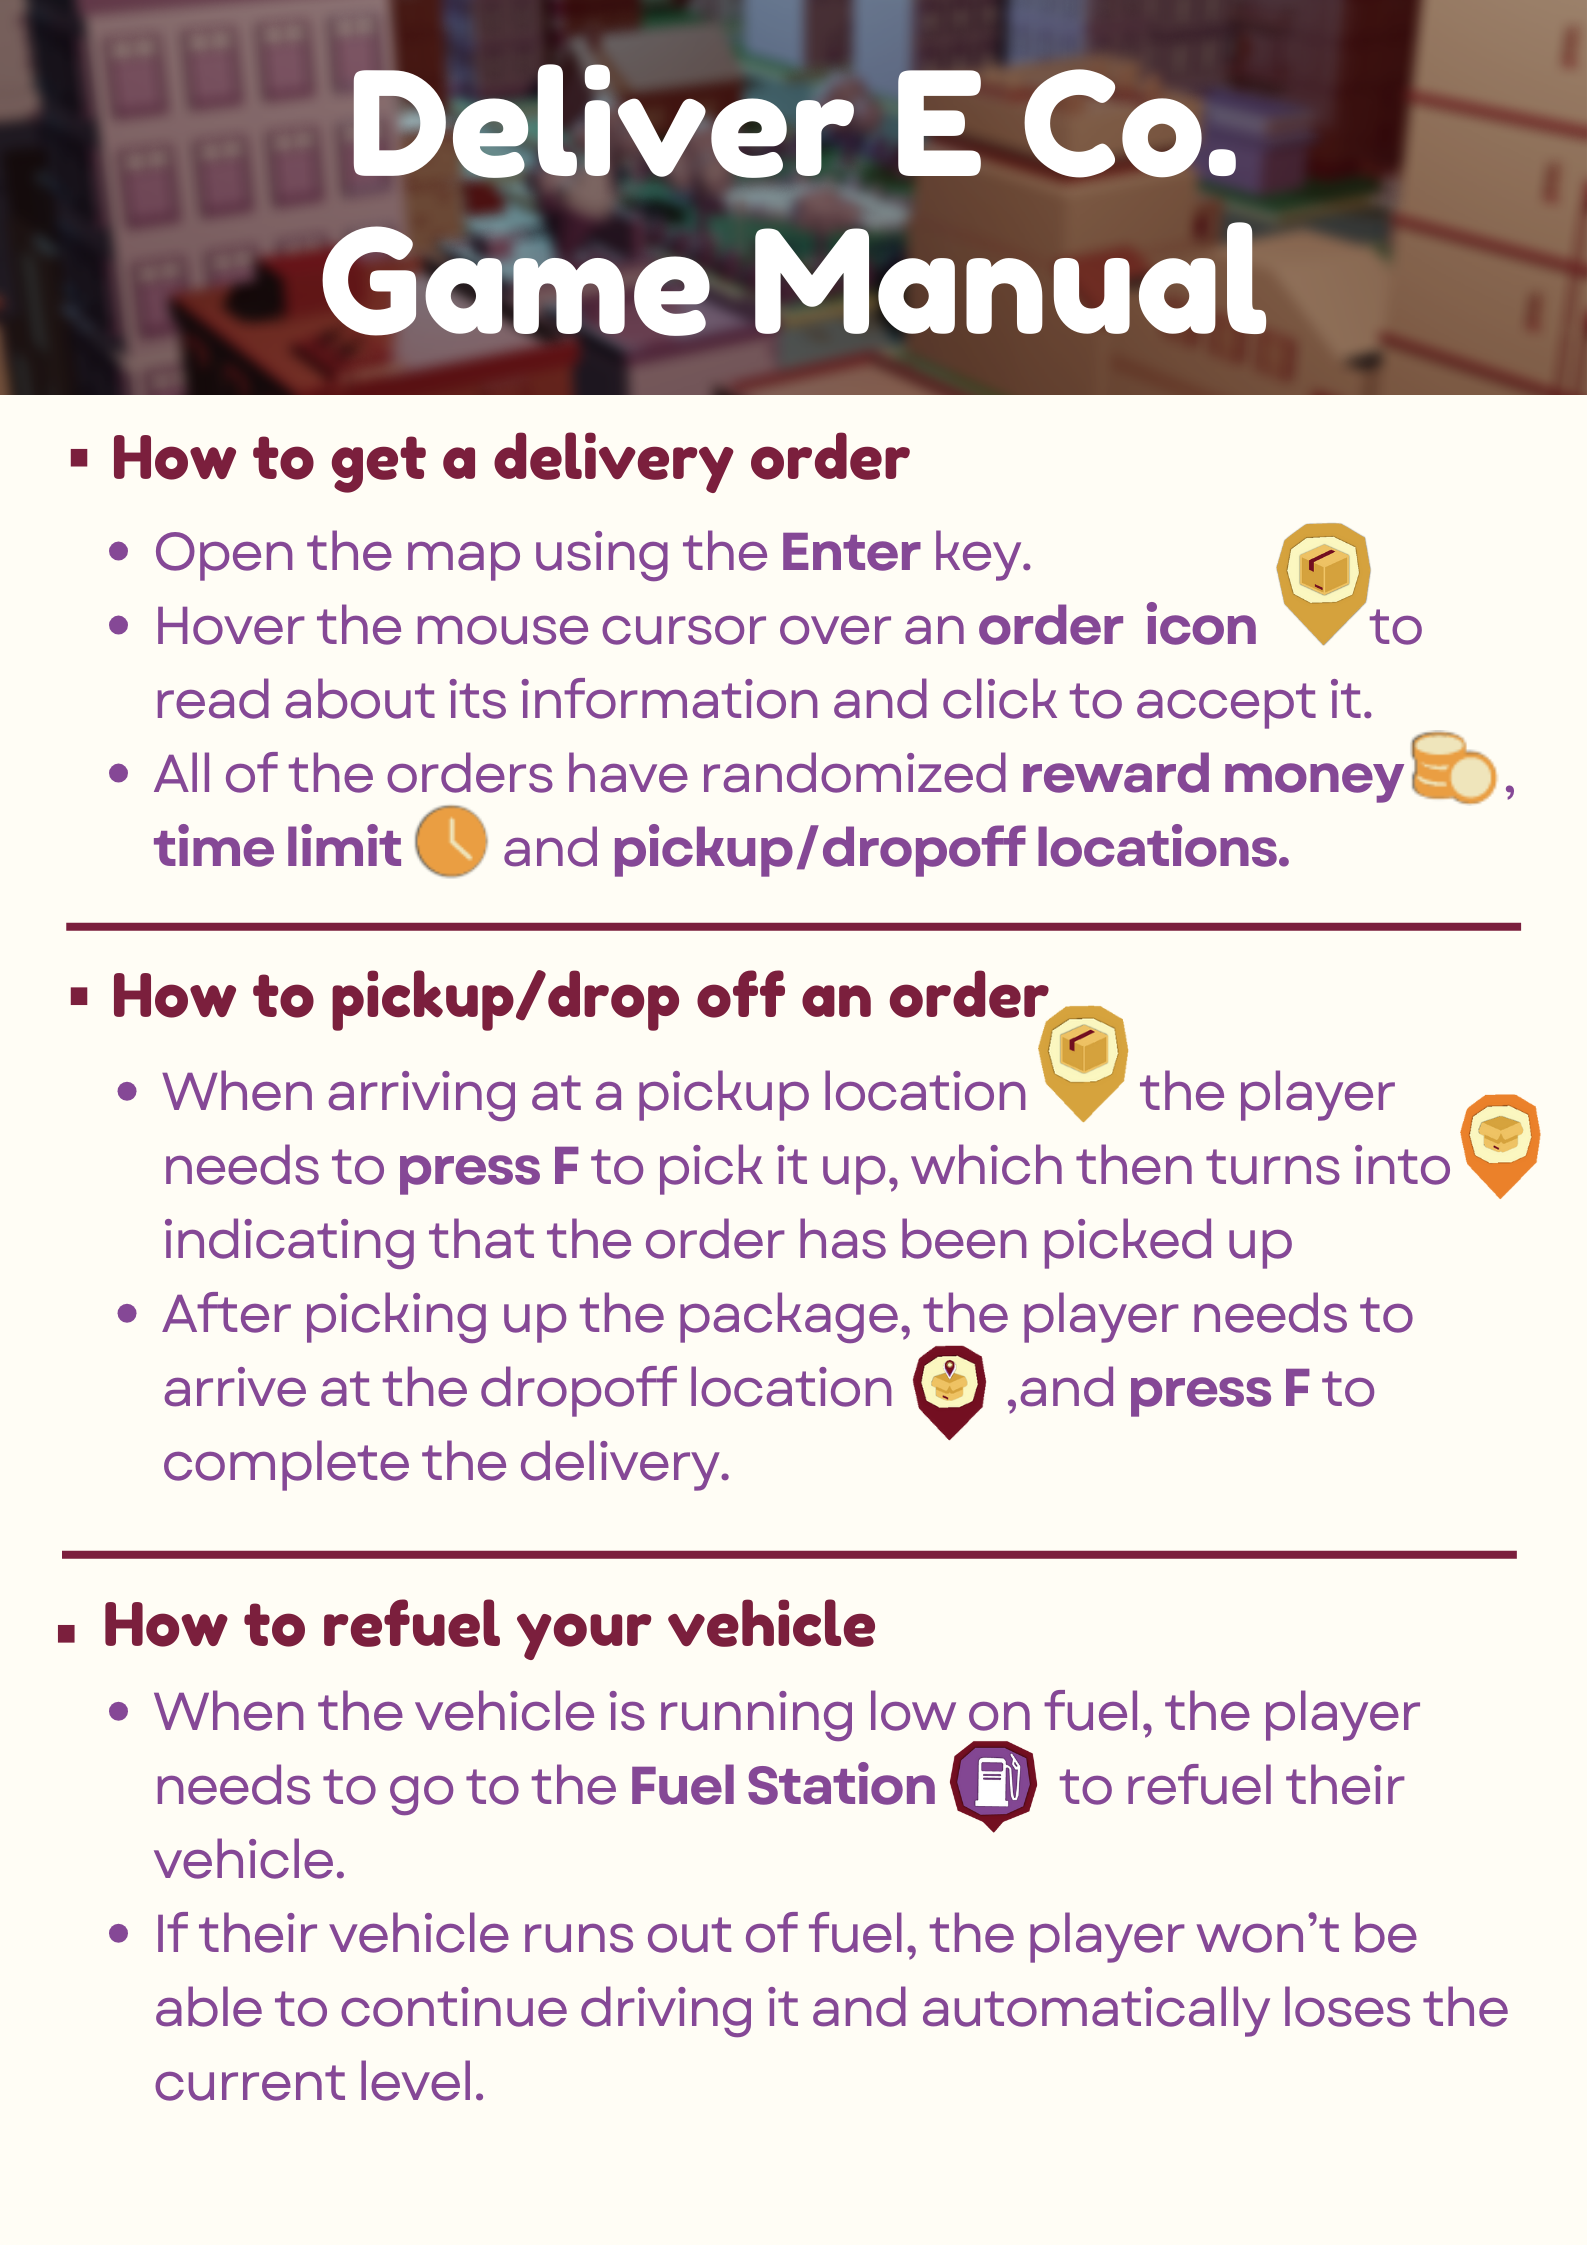 Deliver E Co.
Game Manual
How to get a delivery order
Open the map using the Enter key.
Hover the mouse cursor over an order icon to
read about its information and click to accept it.
All of the orders have randomized reward money ,
time limit and pickup/dropoff locations.
How to pickup/drop off an order
When arriving at a pickup location the player
needs to press F to pick it up, which then turns into
indicating that the order has been picked up
After picking up the package, the player needs to
arrive at the dropoff location ,and press F to
complete the delivery.
How to refuel your vehicle
When the vehicle is running low on fuel, the player
needs to go to the Fuel Station to refuel their
vehicle.
If their vehicle runs out of fuel, the player won’t be
able to continue driving it and automatically loses the
current level.